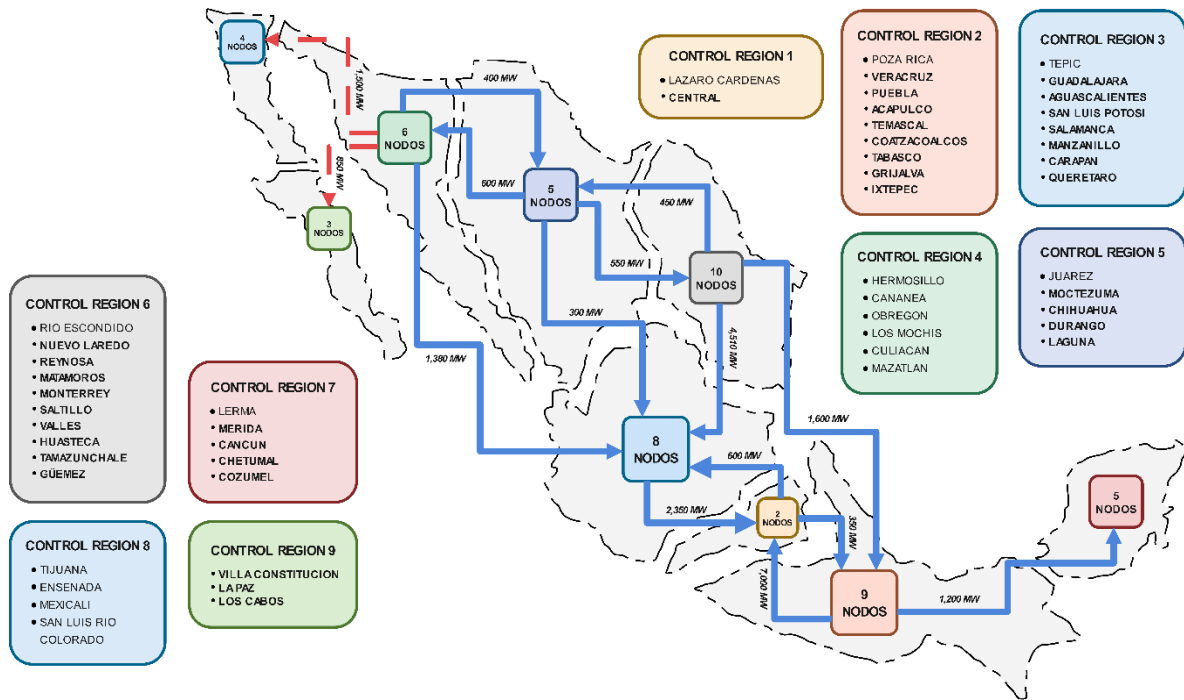 4
NODOS
1,500 MW
850 MW
3
NODOS
6
NODOS
400 MW
600 MW
5
NODOS
450 MW
550 MW
10
NODOS
300 MW
1,380 MW
4,510 MW
1,600 MW
8
NODOS
600 MW
2,350 MW
2
NODOS
350 MW
7,000 MW
9
NODOS
1,200 MW
5
NODOS
CONTROL REGION 1
● LAZARO CARDENAS
● CENTRAL
CONTROL REGION 2
● POZA RICA
● VERACRUZ
● PUEBLA
● ACAPULCO
● TEMASCAL
● COATZACOALCOS
● TABASCO
● GRIJALVA
● IXTEPEC
CONTROL REGION 3
● TEPIC
● GUADALAJARA
● AGUASCALIENTES
● SAN LUIS POTOSI
● SALAMANCA
● MANZANILLO
● CARAPAN
● QUERETARO
CONTROL REGION 4
● HERMOSILLO
● CANANEA
● OBREGON
● LOS MOCHIS
● CULIACAN
● MAZATLAN
CONTROL REGION 5
● JUAREZ
● MOCTEZUMA
● CHIHUAHUA
● DURANGO
● LAGUNA
CONTROL REGION 6
● RIO ESCONDIDO
● NUEVO LAREDO
● REYNOSA
● MATAMOROS
● MONTERREY
● SALTILLO
● VALLES
● HUASTECA
● TAMAZUNCHALE
● GÜEMEZ
CONTROL REGION 7
● LERMA
● MERIDA
● CANCUN
● CHETUMAL
● COZUMEL
CONTROL REGION 8
● TIJUANA
● ENSENADA
● MEXICALI
● SAN LUIS RIO
COLORADO
CONTROL REGION 9
● VILLA CONSTITUCION
● LA PAZ
● LOS CABOS